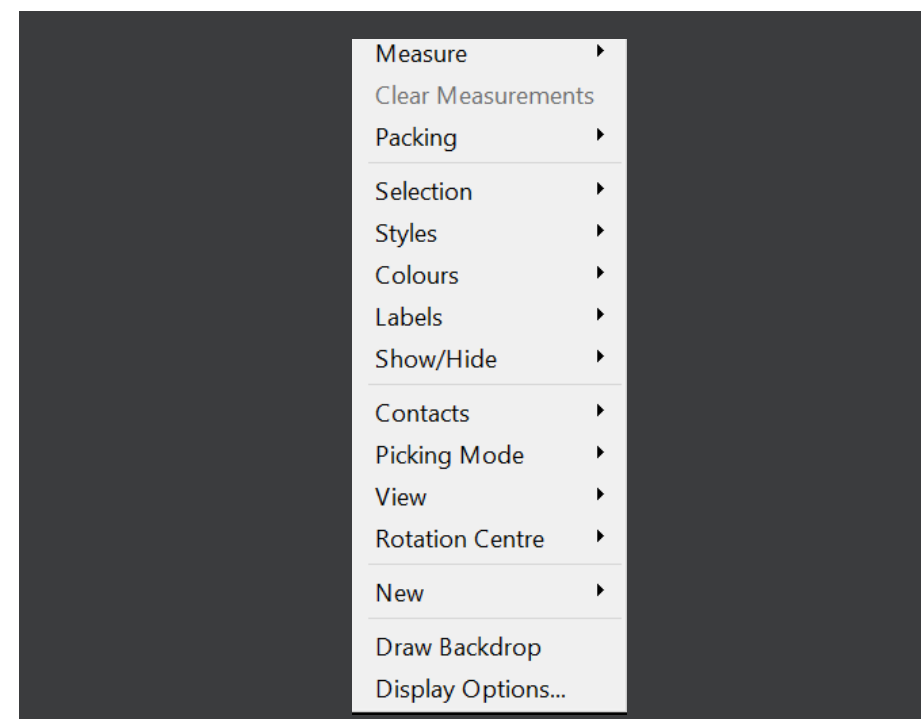 Measure
Clear Measurements
Packing
Selection
Styles
Colours
Labels
Show/Hide
Contacts
Picking Mode
View
Rotation Centre
New
Draw Backdrop
Display Options...